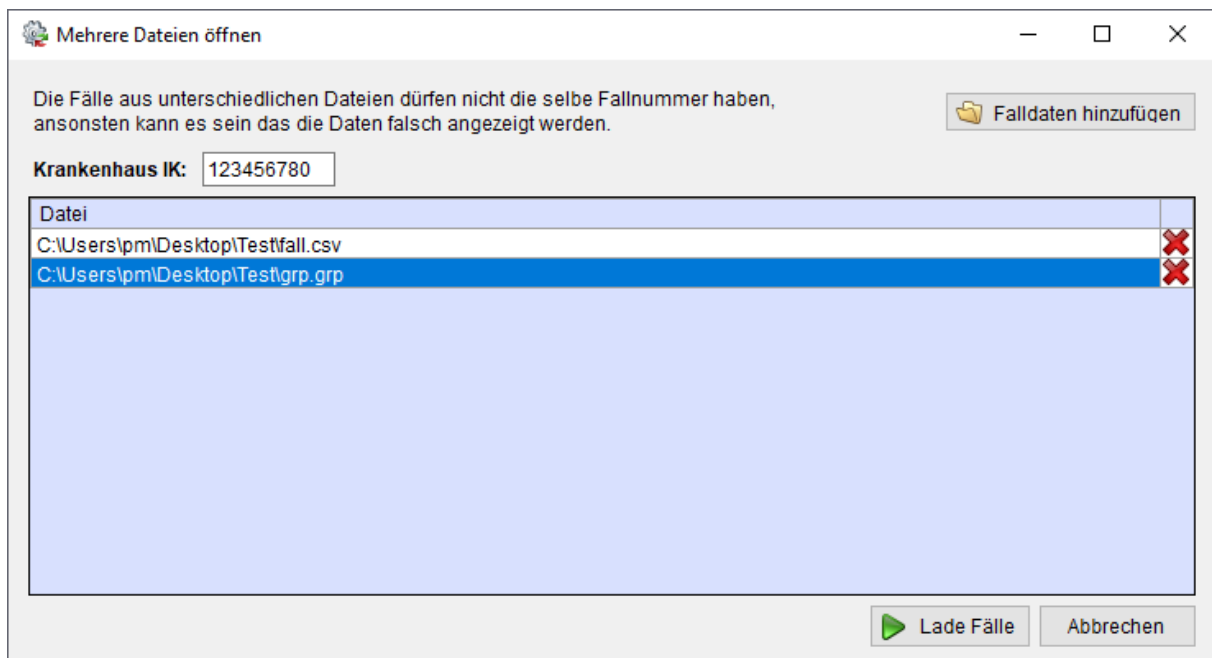 Mehrere Dateien öffnen
Die Fälle aus unterschiedlichen Dateien dürfen nicht die selbe Fallnummer haben,
ansonsten kann es sein das die Daten falsch angezeigt werden.
Falldaten hinzufügen
Krankenhaus IK: 123456780
Datei
C:\Users\pm\Desktop\Test\fall.csv
C:\Users\pm\Desktop\Test\grp.grp
Lade Fälle Abbrechen